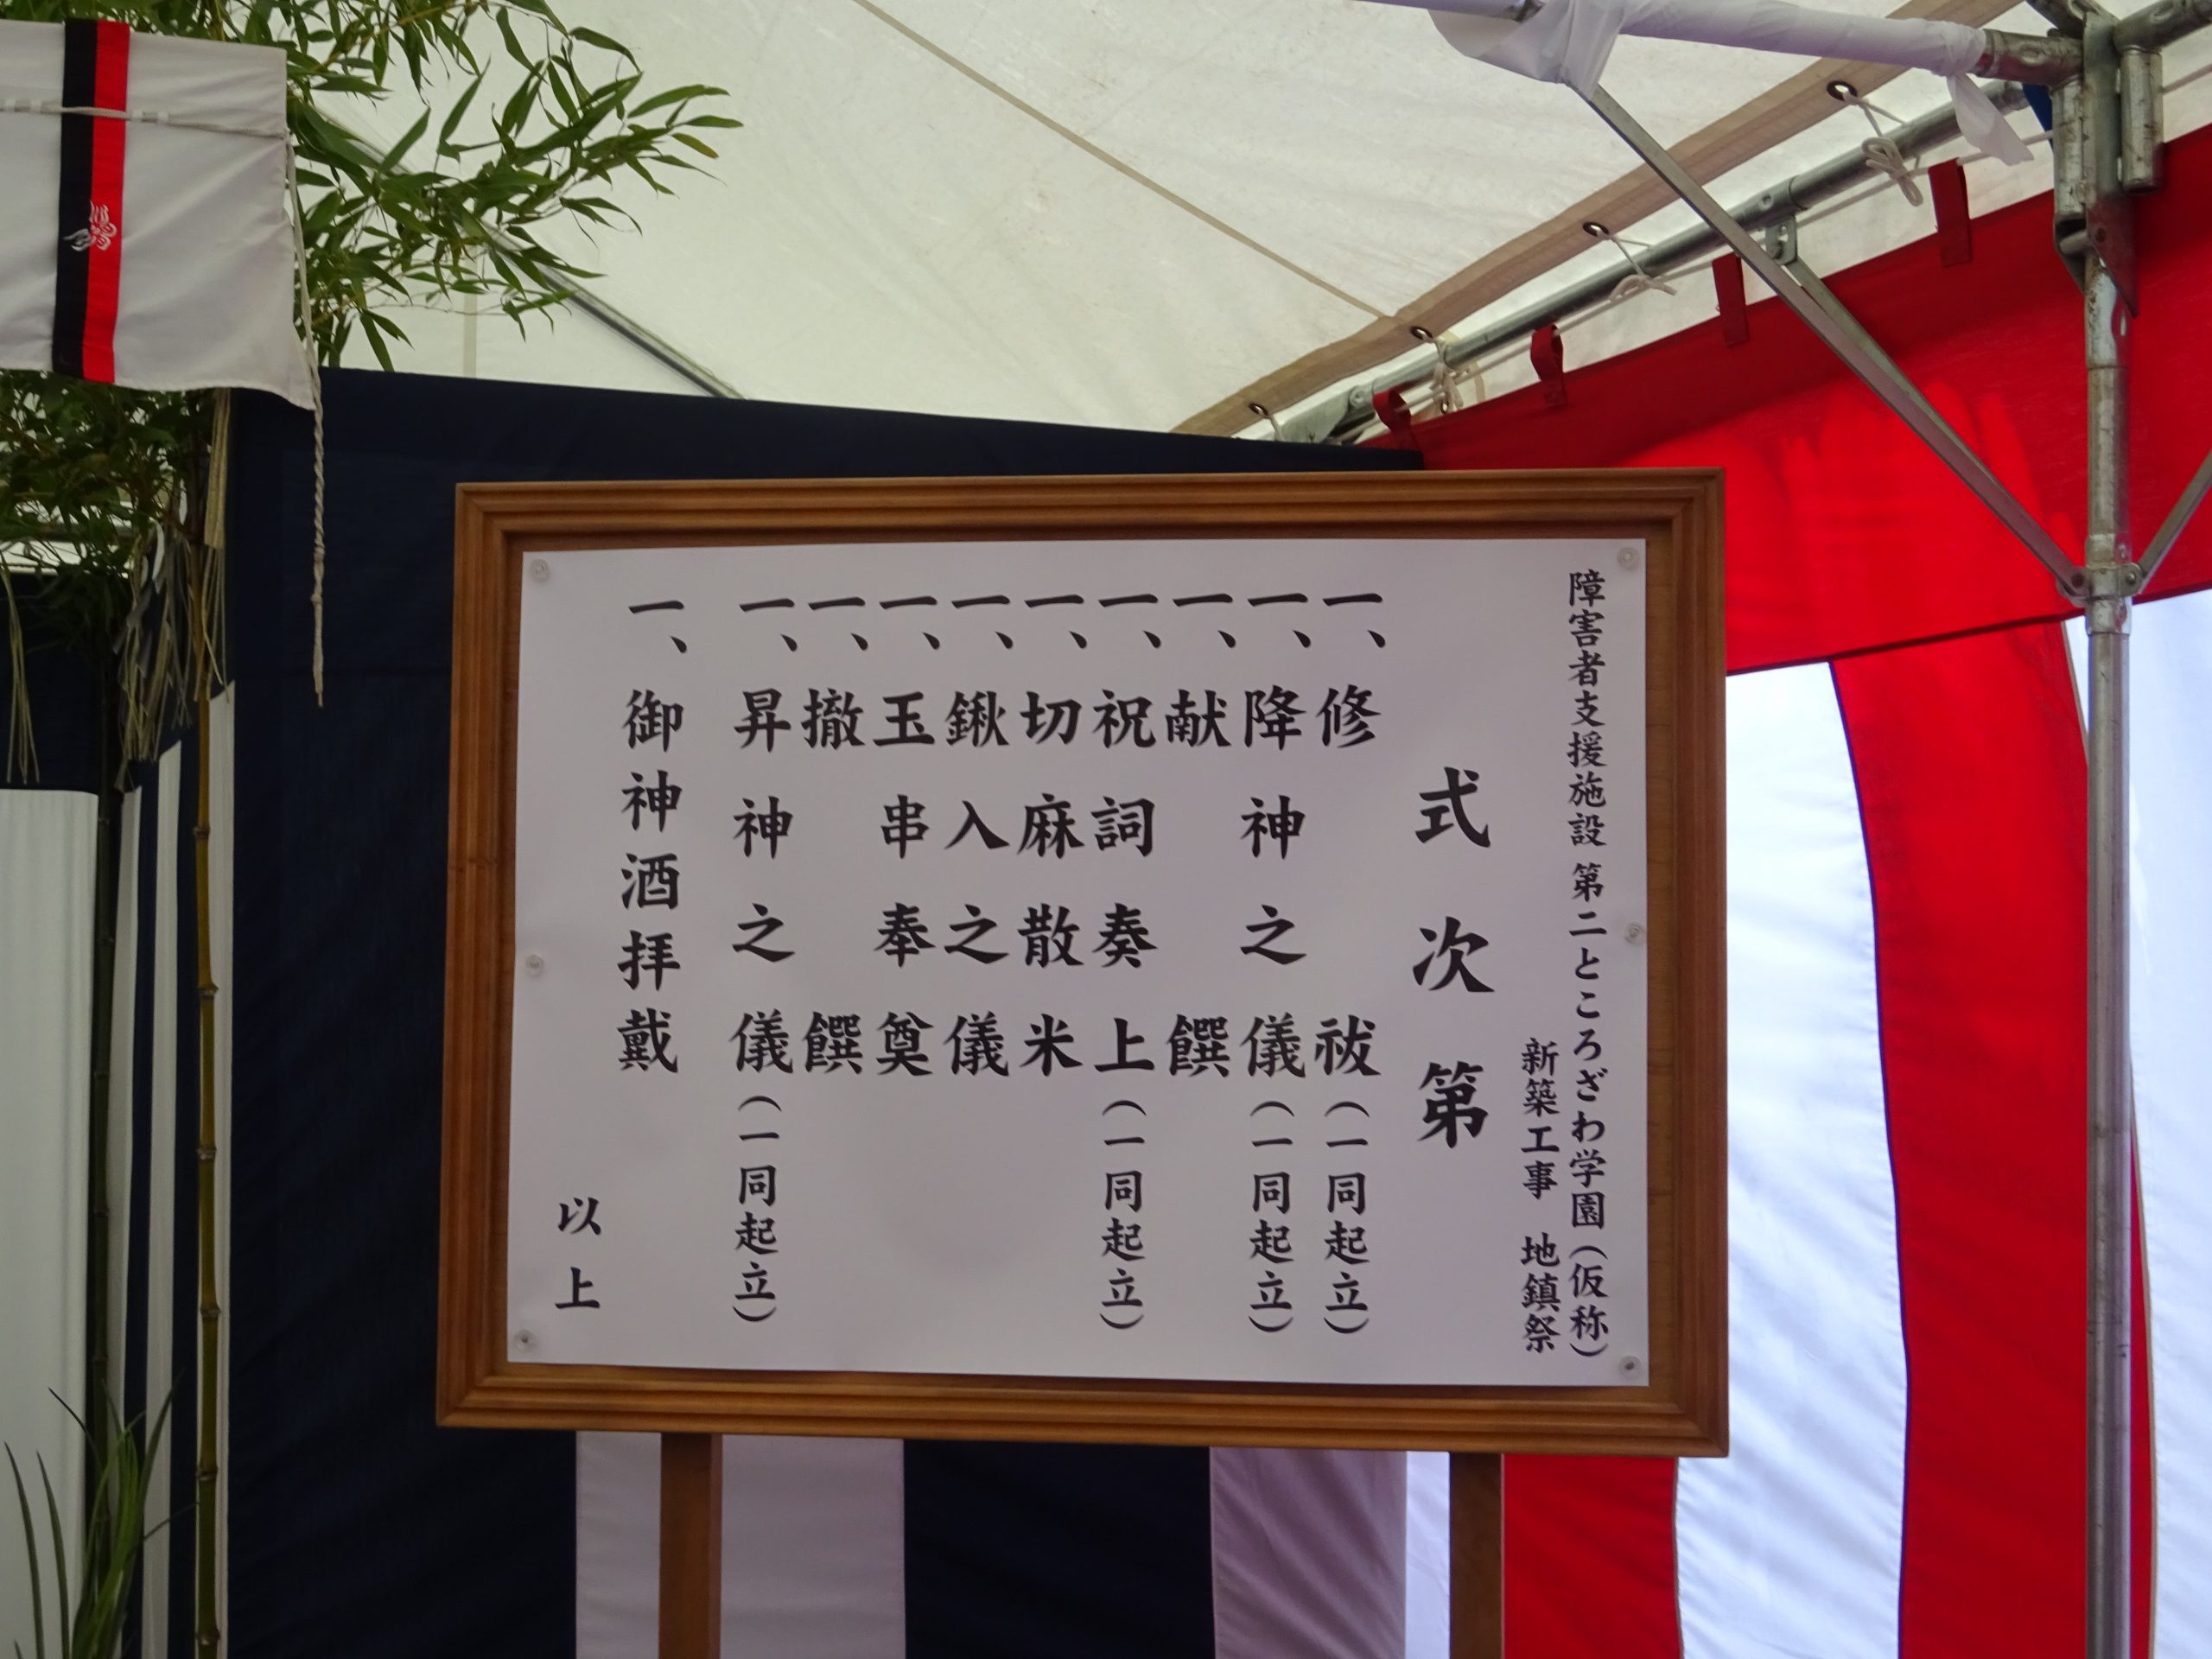 障害者支援施設 第二ところざわ学園（仮称）
新築工事 地鎮祭
式次第
一、修祓（一同起立）
一、降神之儀（一同起立）
一、献饌
一、祝詞奏上（一同起立）
一、切麻散米
一、鍬入之儀
一、玉串奉奠
一、撤饌
一、昇神之儀（一同起立）
一、御神酒拝戴
以上